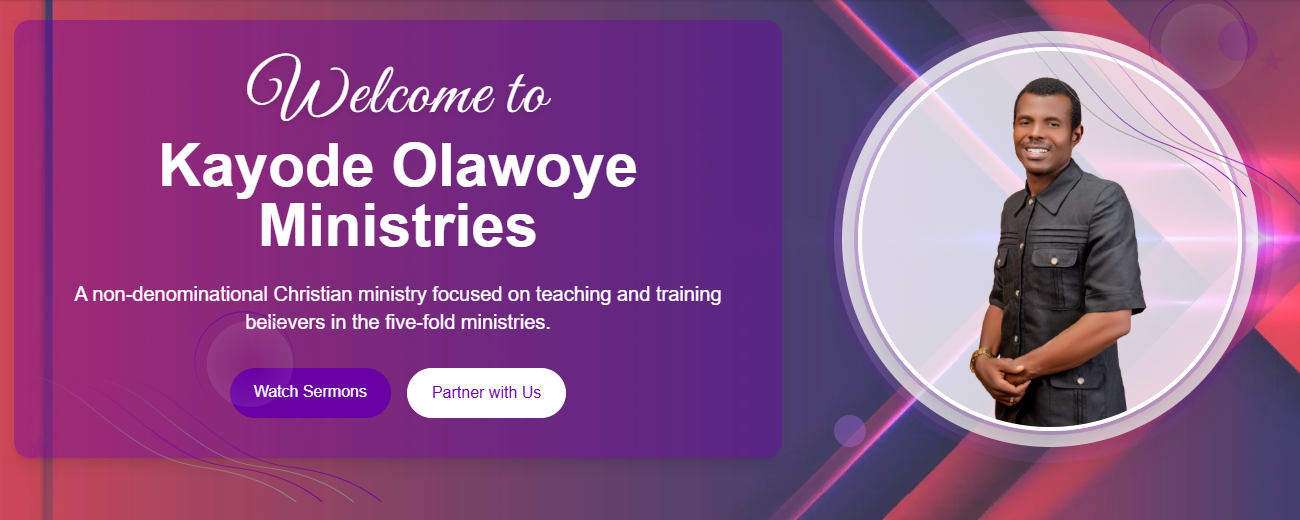 Welcome to
Kayode Olawoye
Ministries
A non-denominational Christian ministry focused on teaching and training
believers in the five-fold ministries.
Watch Sermons
Partner with Us